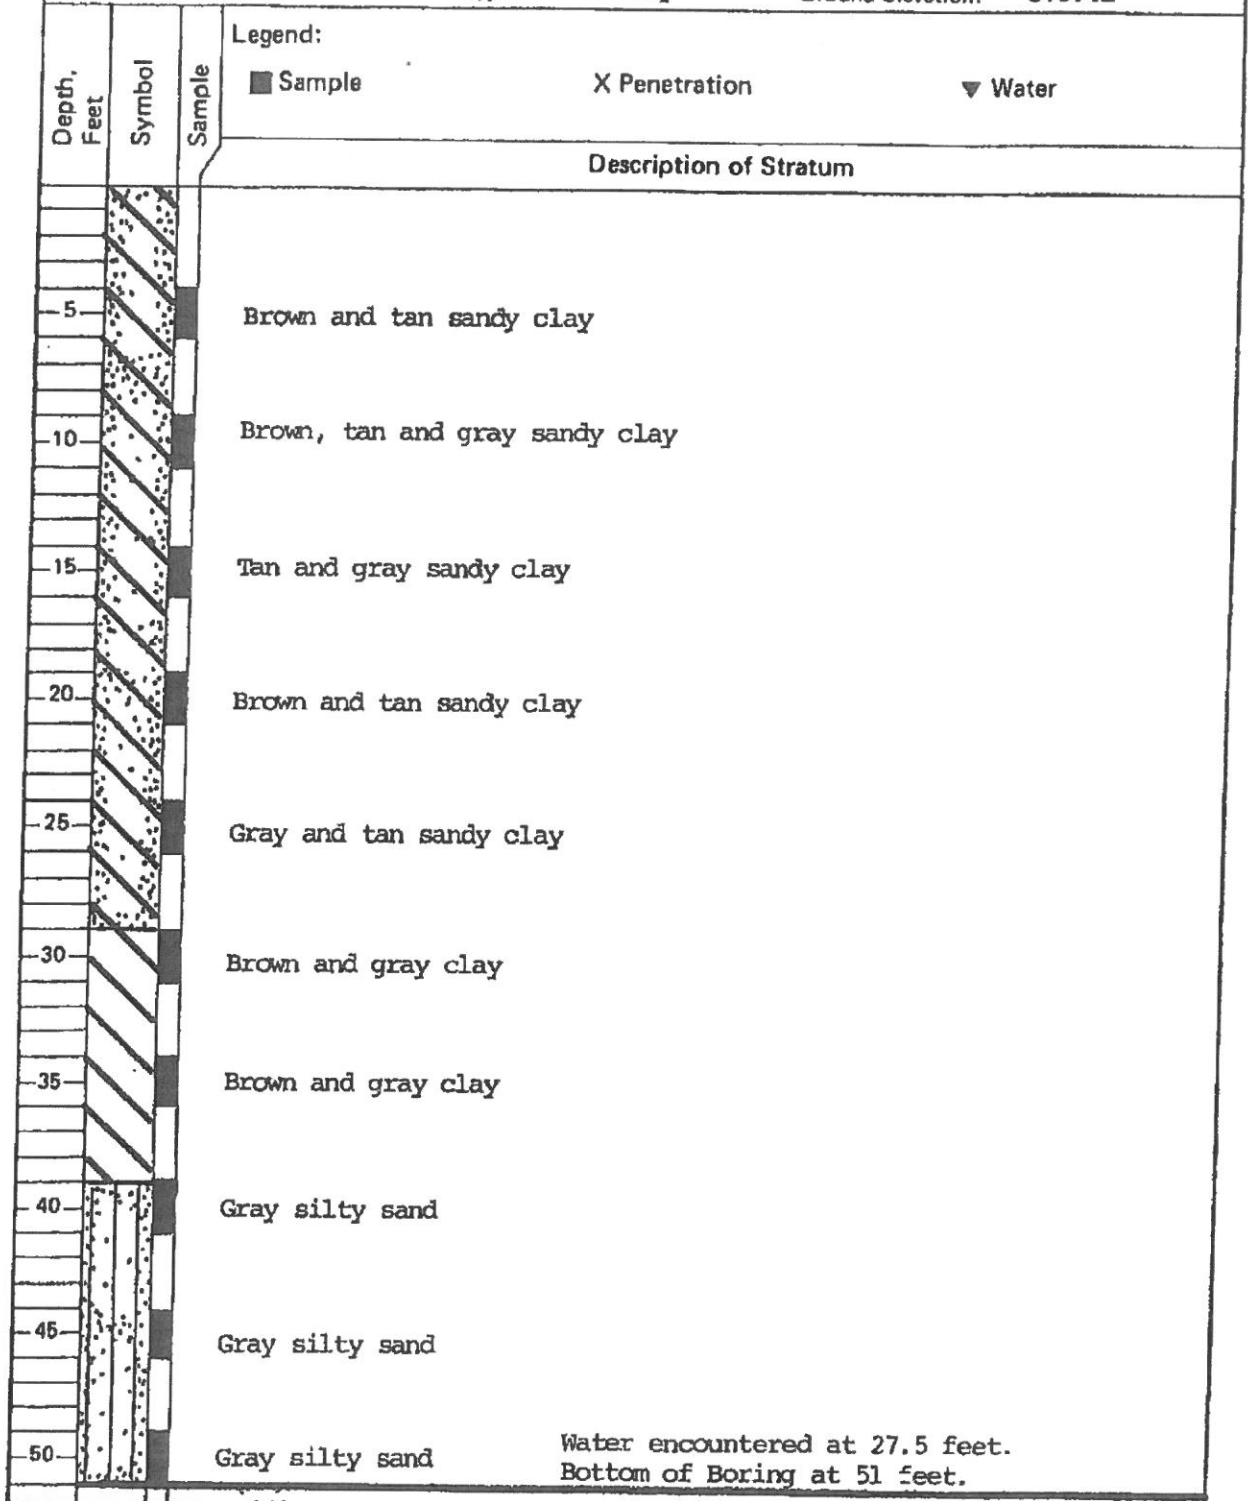 Legend:
Depth, Feet
Symbol
Sample
Sample X Penetration Water
Description of Stratum
5 Brown and tan sandy clay
10 Brown, tan and gray sandy clay
15 Tan and gray sandy clay
20 Brown and tan sandy clay
25 Gray and tan sandy clay
30 Brown and gray clay
35 Brown and gray clay
40 Gray silty sand
45 Gray silty sand
Water encountered at 27.5 feet.
50 Gray silty sand
Bottom of Boring at 51 feet.